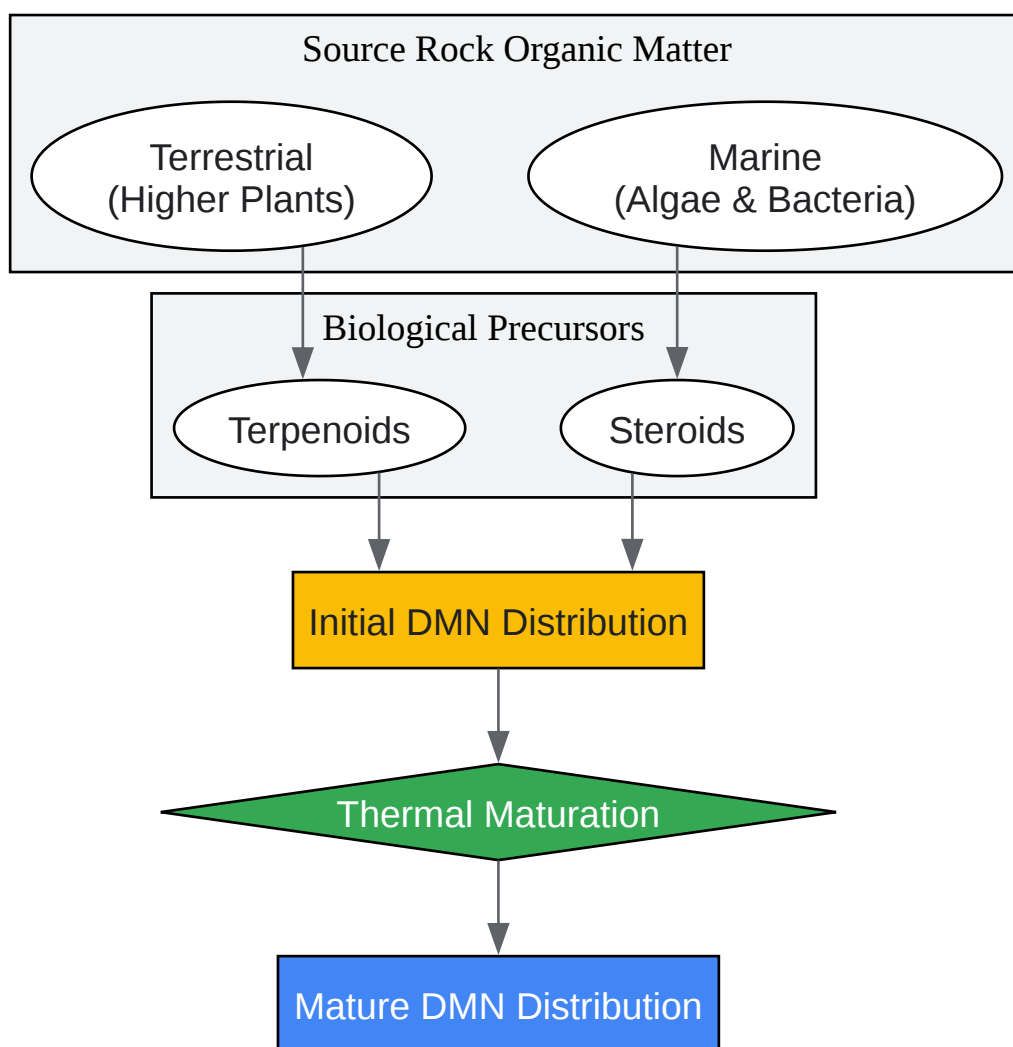 Source Rock Organic Matter
Terrestrial
(Higher Plants)
Marine
(Algae & Bacteria)
Biological Precursors
Terpenoids
Steroids
Initial DMN Distribution
Thermal Maturation
Mature DMN Distribution